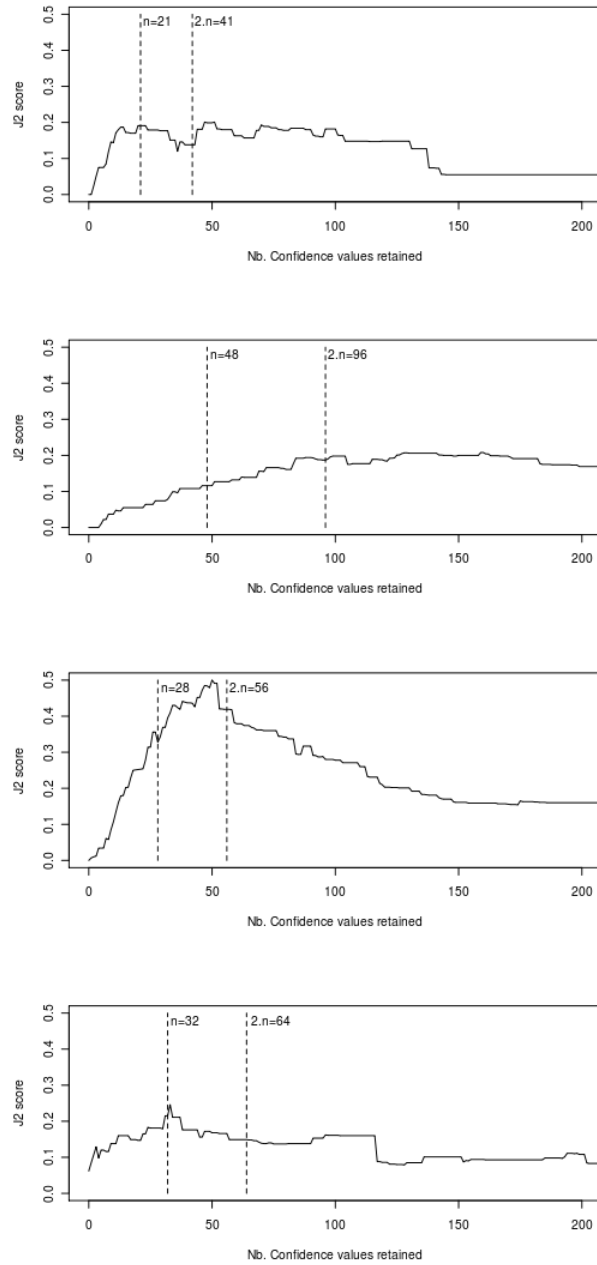 n=21 2.n=41
J2 score
0.0 0.1 0.2 0.3 0.4 0.5
0 50 100 150 200
Nb. Confidence values retained
n=48 2.n=96
J2 score
0.0 0.1 0.2 0.3 0.4 0.5
0 50 100 150 200
Nb. Confidence values retained
n=28 2.n=56
J2 score
0.0 0.1 0.2 0.3 0.4 0.5
0 50 100 150 200
Nb. Confidence values retained
n=32 2.n=64
J2 score
0.0 0.1 0.2 0.3 0.4 0.5
0 50 100 150 200
Nb. Confidence values retained